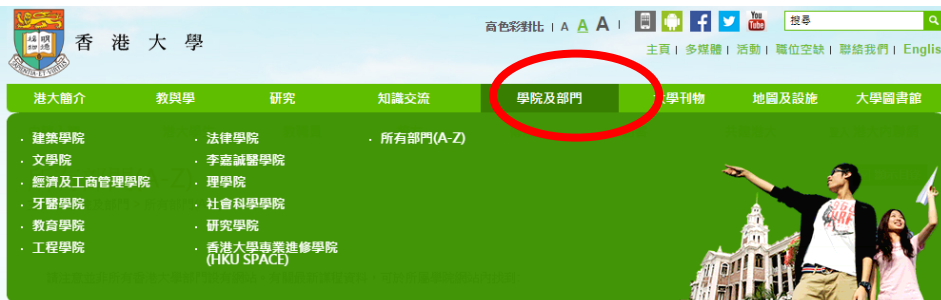 高色彩對比 | A A A |
You Tube
搜尋
香港大學
主頁 | 多媒體 | 活動 | 職位空缺 | 聯絡我們 | Englis
港大簡介 教與學 研究 知識交流 學院及部門 大學刊物 地圖及設施 大學圖書館
· 建築學院
· 文學院
· 經濟及工商管理學院
· 牙醫學院
· 教育學院
· 工程學院
· 法律學院
· 李嘉誠醫學院
· 理學院
· 社會科學學院
· 研究學院
· 香港大學專業進修學院
(HKU SPACE)
· 所有部門(A-Z)